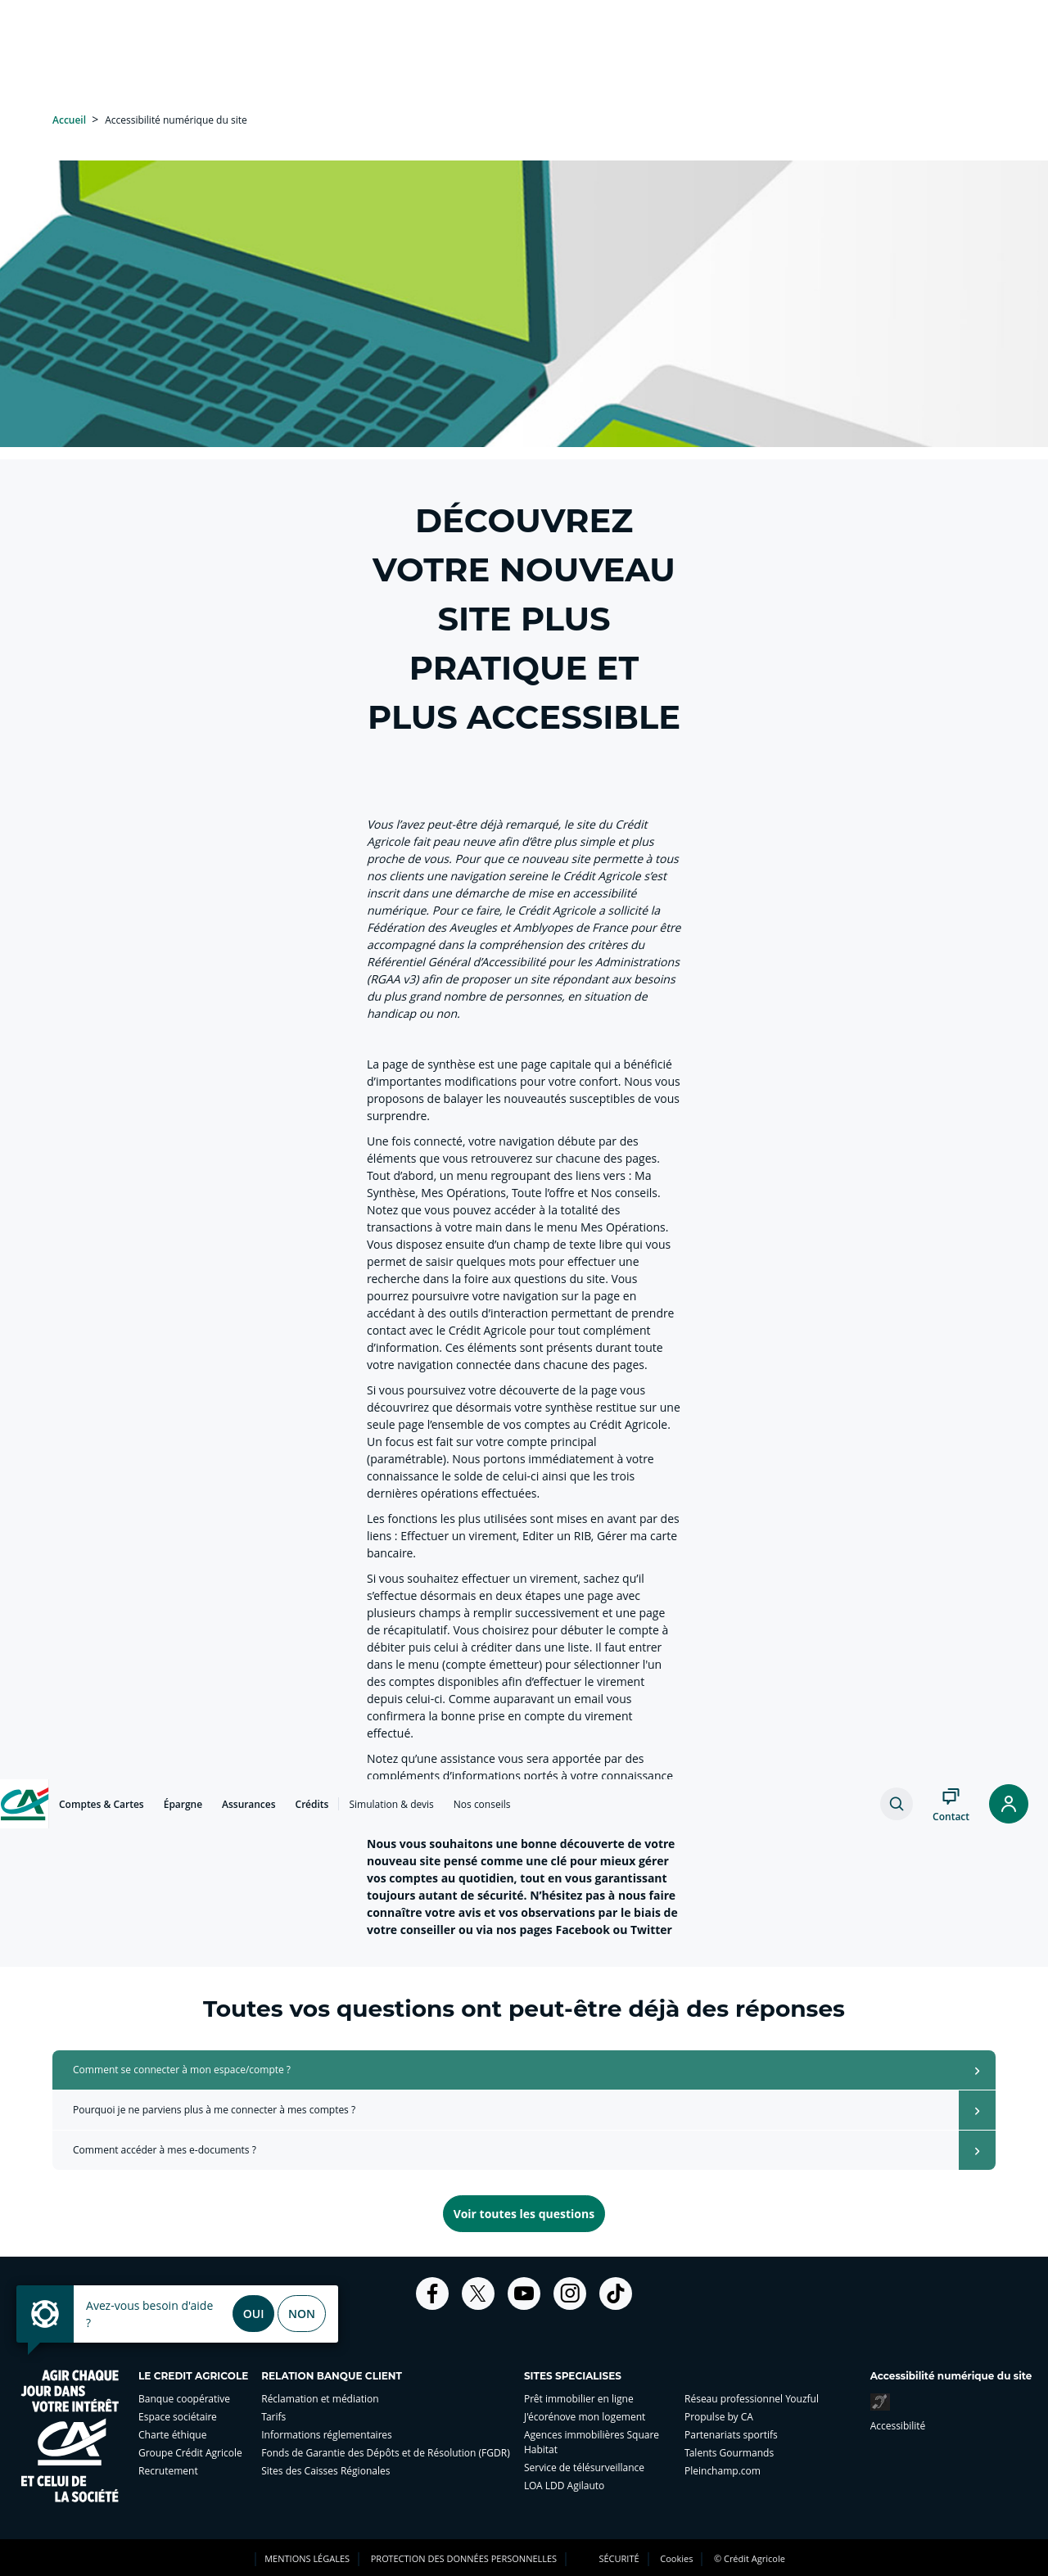 Accueil > Accessibilité numérique du site
DÉCOUVREZ
VOTRE NOUVEAU
SITE PLUS
PRATIQUE ET
PLUS ACCESSIBLE
Vous l’avez peut-être déjà remarqué, le site du Crédit
Agricole fait peau neuve afin d’être plus simple et plus
proche de vous. Pour que ce nouveau site permette à tous
nos clients une navigation sereine le Crédit Agricole s’est
inscrit dans une démarche de mise en accessibilité
numérique. Pour ce faire, le Crédit Agricole a sollicité la
Fédération des Aveugles et Amblyopes de France pour être
accompagné dans la compréhension des critères du
Référentiel Général d’Accessibilité pour les Administrations
(RGAA v3) afin de proposer un site répondant aux besoins
du plus grand nombre de personnes, en situation de
handicap ou non.
La page de synthèse est une page capitale qui a bénéficié
d’importantes modifications pour votre confort. Nous vous
proposons de balayer les nouveautés susceptibles de vous
surprendre.
Une fois connecté, votre navigation débute par des
éléments que vous retrouverez sur chacune des pages.
Tout d’abord, un menu regroupant des liens vers : Ma
Synthèse, Mes Opérations, Toute l’offre et Nos conseils.
Notez que vous pouvez accéder à la totalité des
transactions à votre main dans le menu Mes Opérations.
Vous disposez ensuite d’un champ de texte libre qui vous
permet de saisir quelques mots pour effectuer une
recherche dans la foire aux questions du site. Vous
pourrez poursuivre votre navigation sur la page en
accédant à des outils d’interaction permettant de prendre
contact avec le Crédit Agricole pour tout complément
d’information. Ces éléments sont présents durant toute
votre navigation connectée dans chacune des pages.
Si vous poursuivez votre découverte de la page vous
découvrirez que désormais votre synthèse restitue sur une
seule page l’ensemble de vos comptes au Crédit Agricole.
Un focus est fait sur votre compte principal
(paramétrable). Nous portons immédiatement à votre
connaissance le solde de celui-ci ainsi que les trois
dernières opérations effectuées.
Les fonctions les plus utilisées sont mises en avant par des
liens : Effectuer un virement, Editer un RIB, Gérer ma carte
bancaire.
Si vous souhaitez effectuer un virement, sachez qu’il
s’effectue désormais en deux étapes une page avec
plusieurs champs à remplir successivement et une page
de récapitulatif. Vous choisirez pour débuter le compte à
débiter puis celui à créditer dans une liste. Il faut entrer
dans le menu (compte émetteur) pour sélectionner l'un
des comptes disponibles afin d’effectuer le virement
depuis celui-ci. Comme auparavant un email vous
confirmera la bonne prise en compte du virement
effectué.
Notez qu’une assistance vous sera apportée par des
compléments d’informations portés à votre connaissance
Comptes & Cartes Épargne Assurances Crédits Simulation & devis Nos conseils Contact
Nous vous souhaitons une bonne découverte de votre
nouveau site pensé comme une clé pour mieux gérer
vos comptes au quotidien, tout en vous garantissant
toujours autant de sécurité. N’hésitez pas à nous faire
connaître votre avis et vos observations par le biais de
votre conseiller ou via nos pages Facebook ou Twitter
Toutes vos questions ont peut-être déjà des réponses
Comment se connecter à mon espace/compte ?
Pourquoi je ne parviens plus à me connecter à mes comptes ?
Comment accéder à mes e-documents ?
Voir toutes les questions
Avez-vous besoin d'aide
?
OUI NON
AGIR CHAQUE
JOUR DANS
VOTRE INTÉRÊT
CA
ET CELUI DE
LA SOCIÉTÉ
LE CREDIT AGRICOLE
Banque coopérative
Espace sociétaire
Charte éthique
Groupe Crédit Agricole
Recrutement
RELATION BANQUE CLIENT
Réclamation et médiation
Tarifs
Informations réglementaires
Fonds de Garantie des Dépôts et de Résolution (FGDR)
Sites des Caisses Régionales
SITES SPECIALISES
Prêt immobilier en ligne
J'écorénove mon logement
Agences immobilières Square
Habitat
Service de télésurveillance
LOA LDD Agilauto
Réseau professionnel Youzful
Propulse by CA
Partenariats sportifs
Talents Gourmands
Pleinchamp.com
Accessibilité numérique du site
Accessibilité
MENTIONS LÉGALES PROTECTION DES DONNÉES PERSONNELLES SÉCURITÉ Cookies © Crédit Agricole